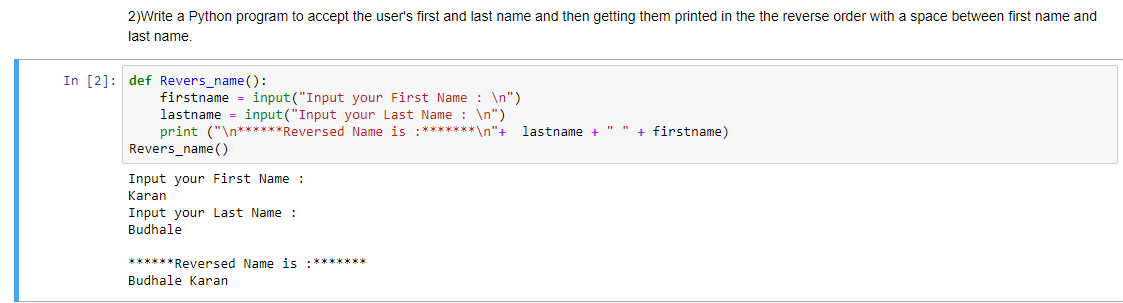 2)Write a Python program to accept the user's first and last name and then getting them printed in the the reverse order with a space between first name and
last name.
In [2]: def Revers_name():
    firstname = input("Input your First Name : \n")
    lastname = input("Input your Last Name : \n")
    print ("\n******Reversed Name is :*******\n"+  lastname + " " + firstname)
Revers_name()
Input your First Name :
Karan
Input your Last Name :
Budhale

******Reversed Name is :*******
Budhale Karan